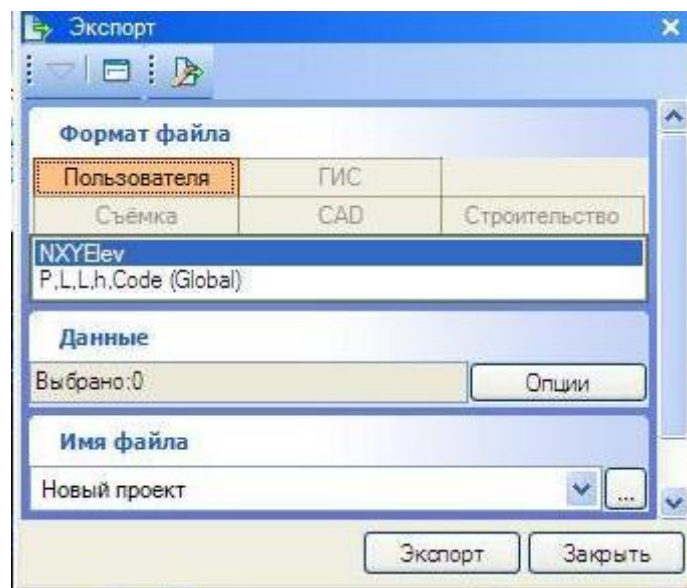 Экспорт
Формат файла
Пользователя ГИС
Съёмка CAD Строительство
NXYElev
P,L,L,h,Code (Global)
Данные
Выбрано:0 Опции
Имя файла
Новый проект ...
Экспорт Закрыть